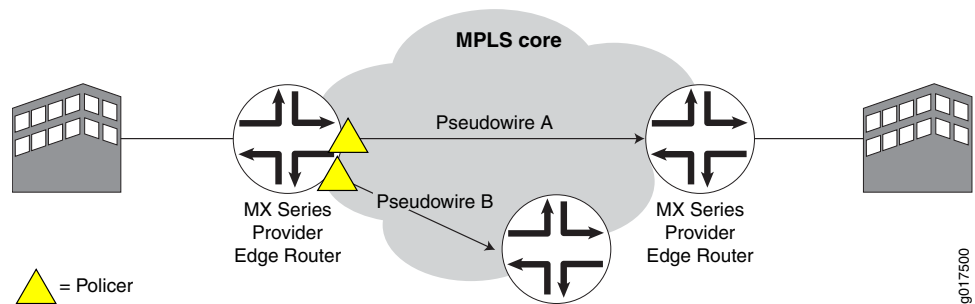 MPLS core
Pseudowire A
Pseudowire B
MX Series
Provider
Edge Router
MX Series
Provider
Edge Router
= Policer
g017500